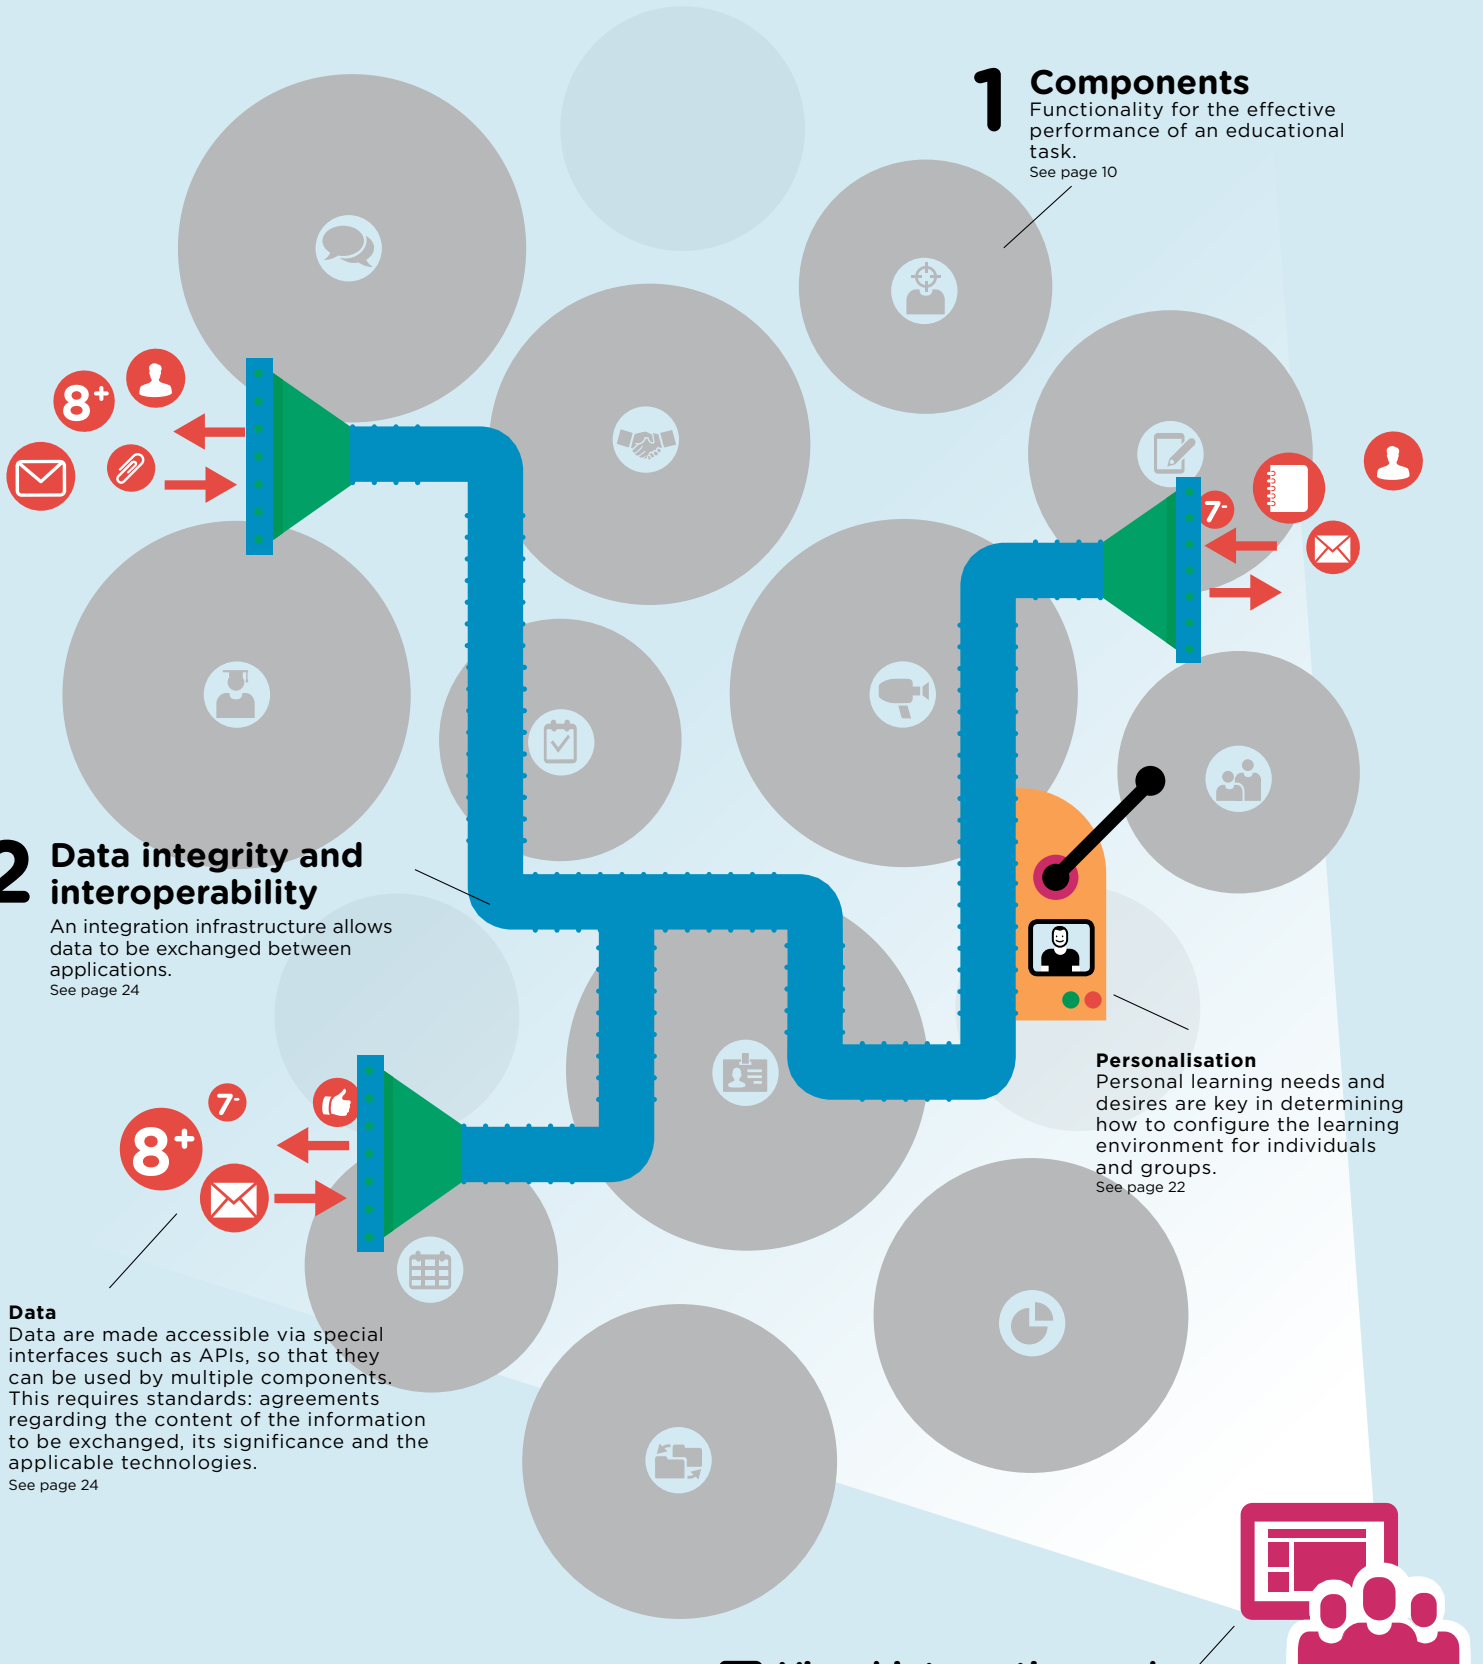 1 Components
Functionality for the effective
performance of an educational
task.
See page 10
8+
7-
2 Data integrity and
interoperability
An integration infrastructure allows
data to be exchanged between
applications.
See page 24
Personalisation
Personal learning needs and
desires are key in determining
how to configure the learning
environment for individuals
and groups.
See page 22
7-
8+
Data
Data are made accessible via special
interfaces such as APIs, so that they
can be used by multiple components.
This requires standards: agreements
regarding the content of the information
to be exchanged, its significance and the
applicable technologies.
See page 24